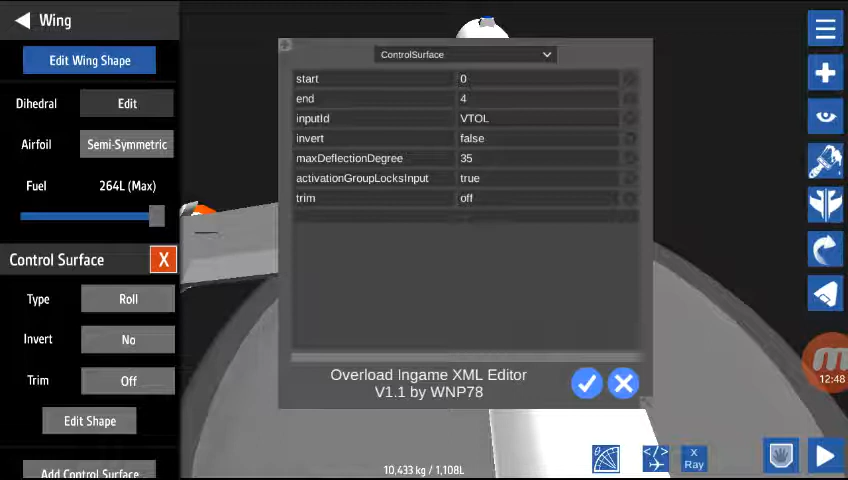 Wing
Edit Wing Shape
Dihedral
Edit
Airfoil
Semi-Symmetric
Fuel
264L (Max)
Control Surface
X
Type
Roll
Invert
No
Trim
Off
Edit Shape
Add Control Surface
ControlSurface
start
0
end
4
inputId
VTOL
invert
false
maxDeflectionDegree
35
activationGroupLocksInput
true
trim
off
Overload Ingame XML Editor
V1.1 by WNP78
10,433 kg / 1,108L
</>
X
Ray
12:48